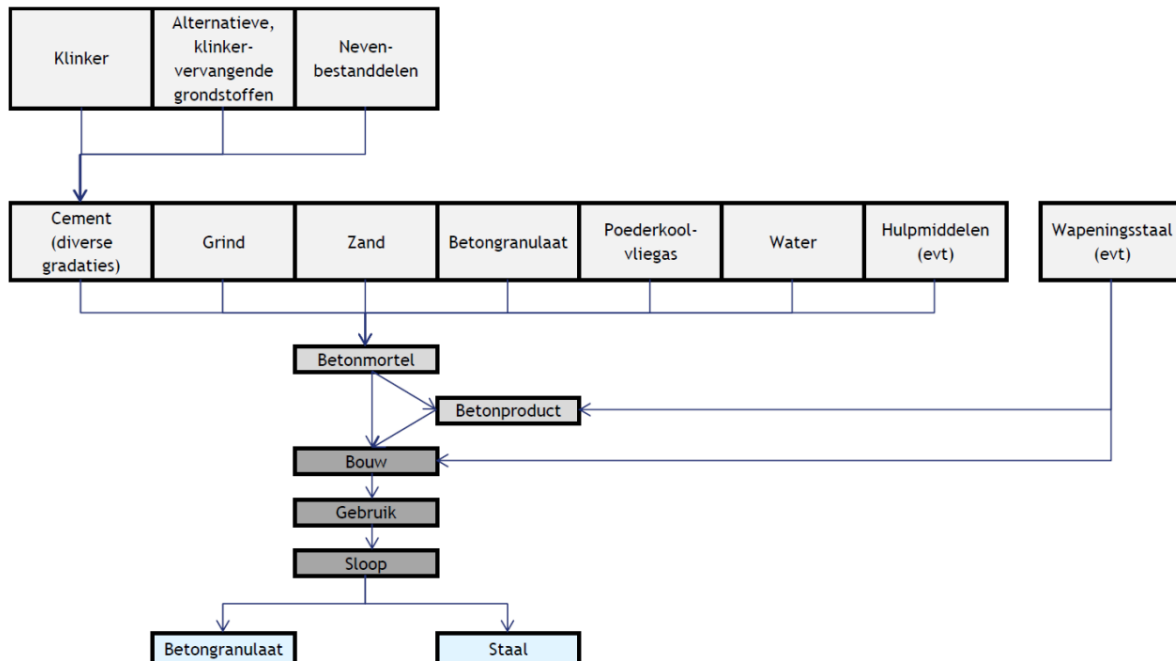 Klinker
Alternatieve,
klinker-
vervangende
grondstoffen
Neven-
bestanddelen
Cement
(diverse
gradaties)
Grind
Zand
Betongranulaat
Poederkool-
vliegas
Water
Hulpmiddelen
(evt)
Wapeningsstaal
(evt)
Betonmortel
Betonproduct
Bouw
Gebruik
Sloop
Betongranulaat
Staal